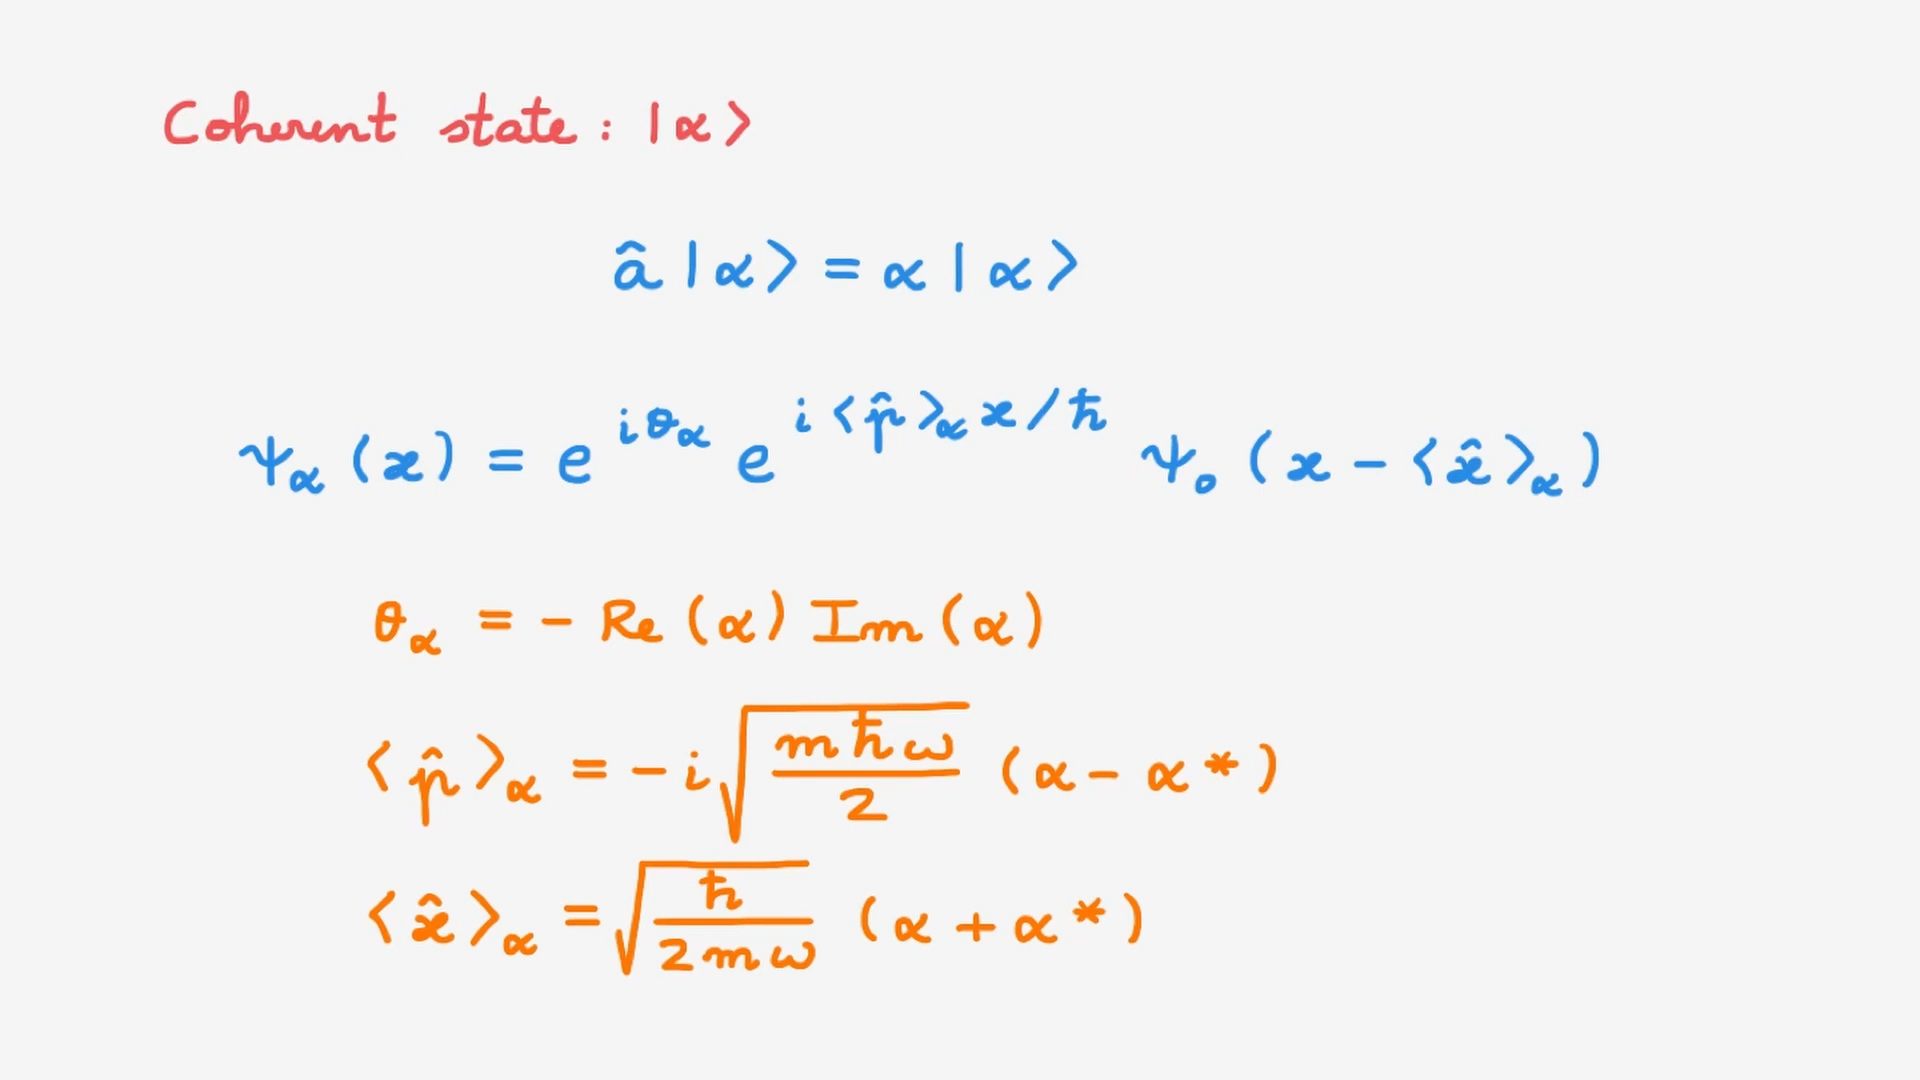 Coherent state: |α⟩
â|α⟩ = α|α⟩
ψ_α(x) = e^{iθ_α} e^{i⟨p̂⟩_α x/ħ} ψ_0(x - ⟨x̂⟩_α)
θ_α = - Re(α) Im(α)
⟨p̂⟩_α = -i√(mħω/2) (α - α*)
⟨x̂⟩_α = √(ħ/2mω) (α + α*)